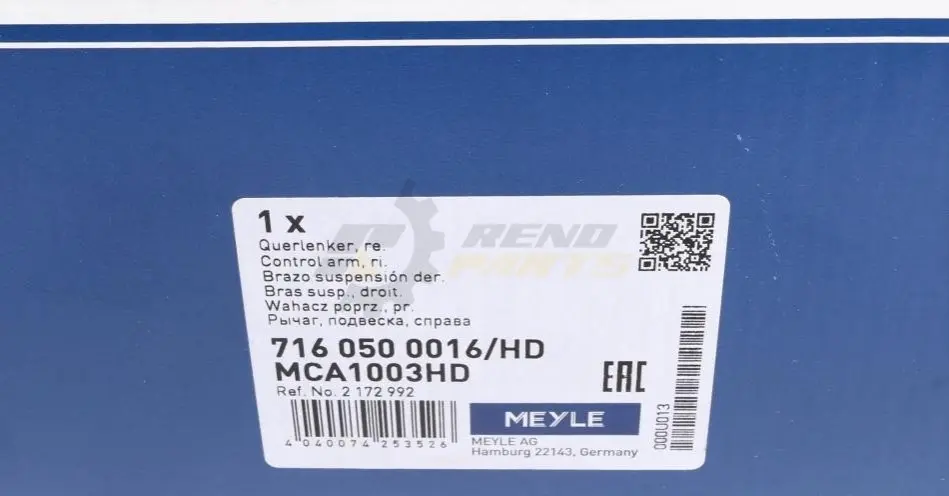 1 x
Querlenker, re.
Control arm, ri.
Brazo suspensión der.
Bras susp., droit.
Wahacz poprz., pr.
Рычаг, подвеска, справа
716 050 0016/HD
MCA1003HD
Ref. No. 2 172 992
4 040074 253526
EAC
MEYLE
MEYLE AG
Hamburg 22143, Germany
000U013
RENO
PARTS